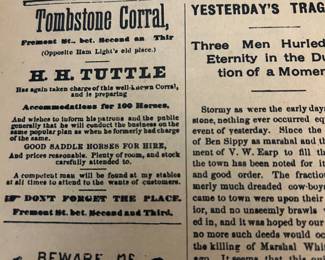 Tombstone Corral,
Fremont St., bet. Second an Thir
(Opposite Ham Light's old place.)
H. H. TUTTLE
Has again taken charge of this well-known Corral,
and is preparing
Accommodations for 100 Horses,
And wishes to inform his patrons and the public
generally that he will conduct the business on the
same popular plan as when he formerly had charge
of the same.
GOOD SADDLE HORSES FOR HIRE,
And prices reasonable. Plenty of room, and stock
carefully attended to.
A competent man will be found at my stables
at all times to attend to the wants of customers.
DON'T FORGET THE PLACE.
Fremont St. bet. Second and Third.
BEWARE
YESTERDAY'S TRAG
Three Men Hurled
Eternity in the Du
tion of a Momen
Stormy as were the early days
stone, nothing ever occurred equ
event of yesterday. Since the
of Ben Sippy as marshal and the
ment of V. W. Earp to fill th
the town has been noted for it
and good order. The fraction
merly much dreaded cow-boys
came to town were upon their
ior, and no unseemly brawls
ed in, and it was hoped by our
no more such deeds would oc
the killing of Marshal Whit
ago. It seems that this